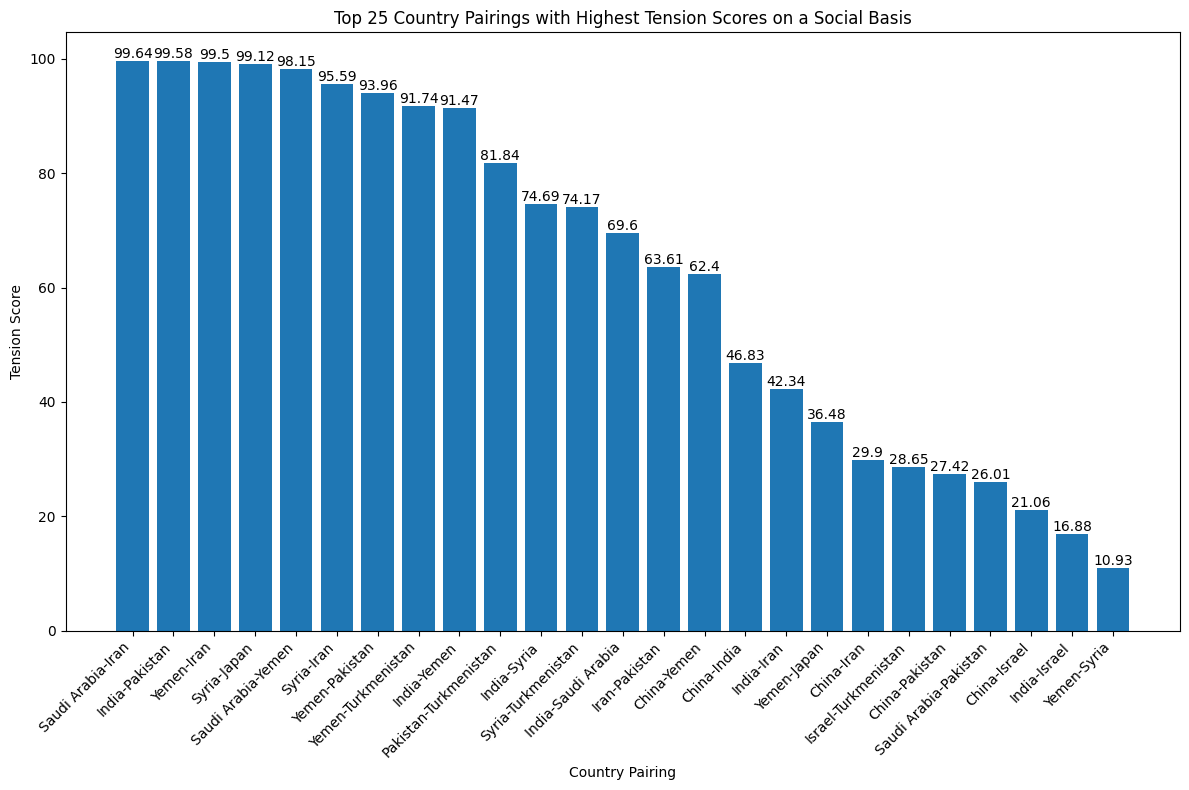 Top 25 Country Pairings with Highest Tension Scores on a Social Basis
Tension Score
100
80
60
40
20
0
99.64
99.58
99.5
99.12
98.15
95.59
93.96
91.74
91.47
81.84
74.69
74.17
69.6
63.61
62.4
46.83
42.34
36.48
29.9
28.65
27.42
26.01
21.06
16.88
10.93
Saudi Arabia-Iran
India-Pakistan
Yemen-Iran
Syria-Japan
Saudi Arabia-Yemen
Syria-Iran
Yemen-Pakistan
Yemen-Turkmenistan
India-Yemen
Pakistan-Turkmenistan
India-Syria
Syria-Turkmenistan
India-Saudi Arabia
Iran-Pakistan
China-Yemen
China-India
India-Iran
Yemen-Japan
China-Iran
Israel-Turkmenistan
China-Pakistan
Saudi Arabia-Pakistan
China-Israel
India-Israel
Yemen-Syria
Country Pairing